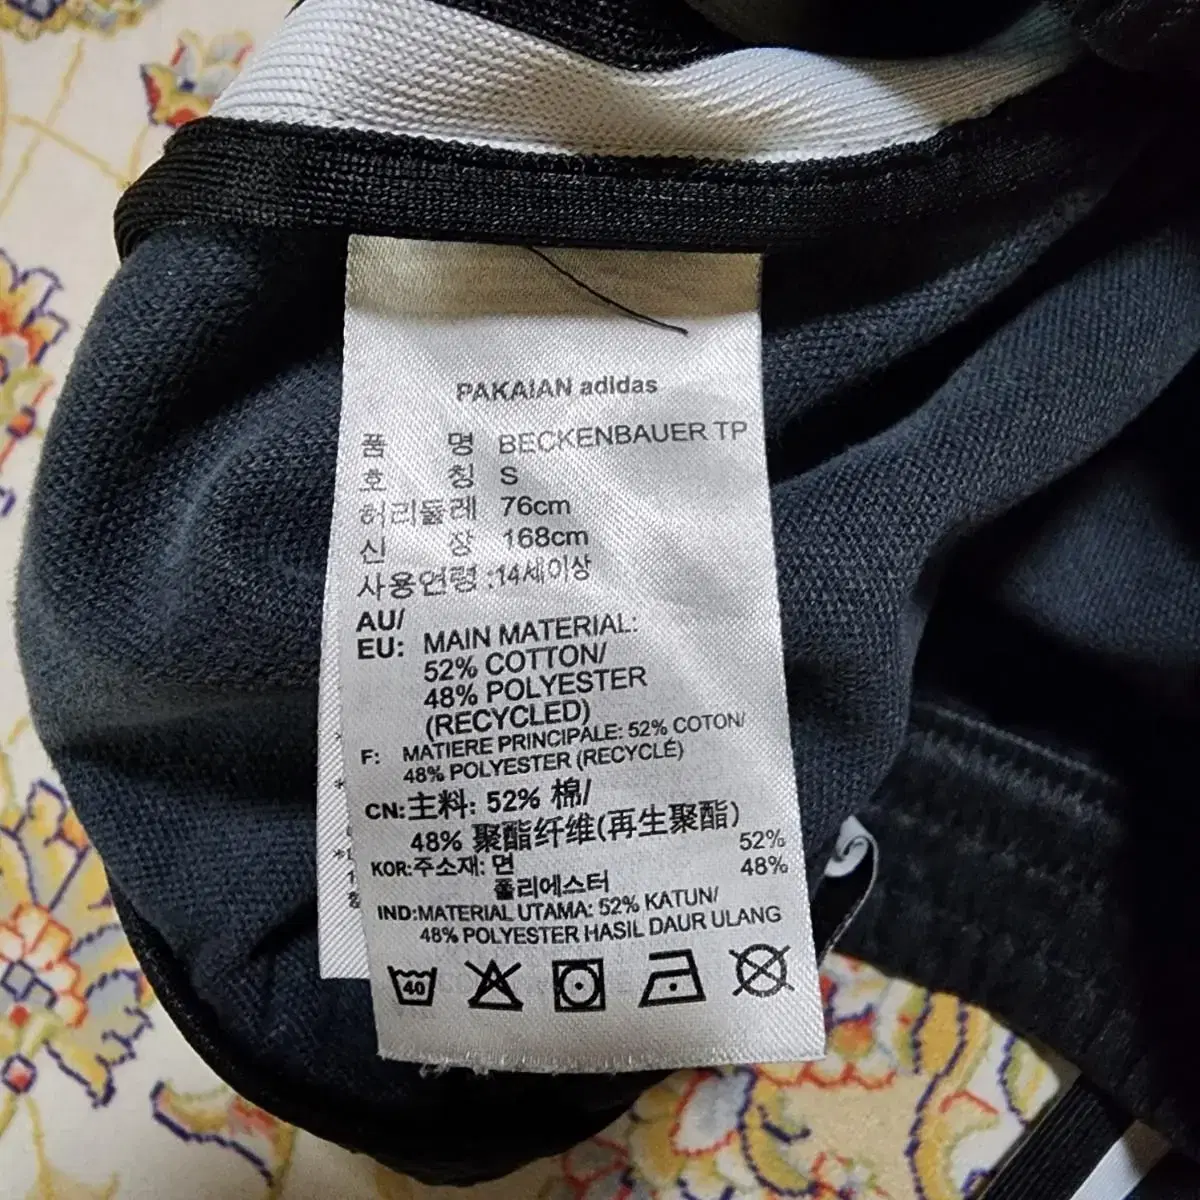 PAKAIAN adidas
품 명 BECKENBAUER TP
호 칭 S
허리둘레 76cm
신 장 168cm
사용연령 :14세이상
AU/
EU: MAIN MATERIAL:
52% COTTON/
48% POLYESTER
(RECYCLED)
F: MATIERE PRINCIPALE: 52% COTON/
48% POLYESTER (RECYCLÉ)
CN:主料: 52% 棉/
48% 聚酯纤维(再生聚酯)
KOR:주소재: 면 52%
폴리에스터 48%
IND:MATERIAL UTAMA: 52% KATUN/
48% POLYESTER HASIL DAUR ULANG
40